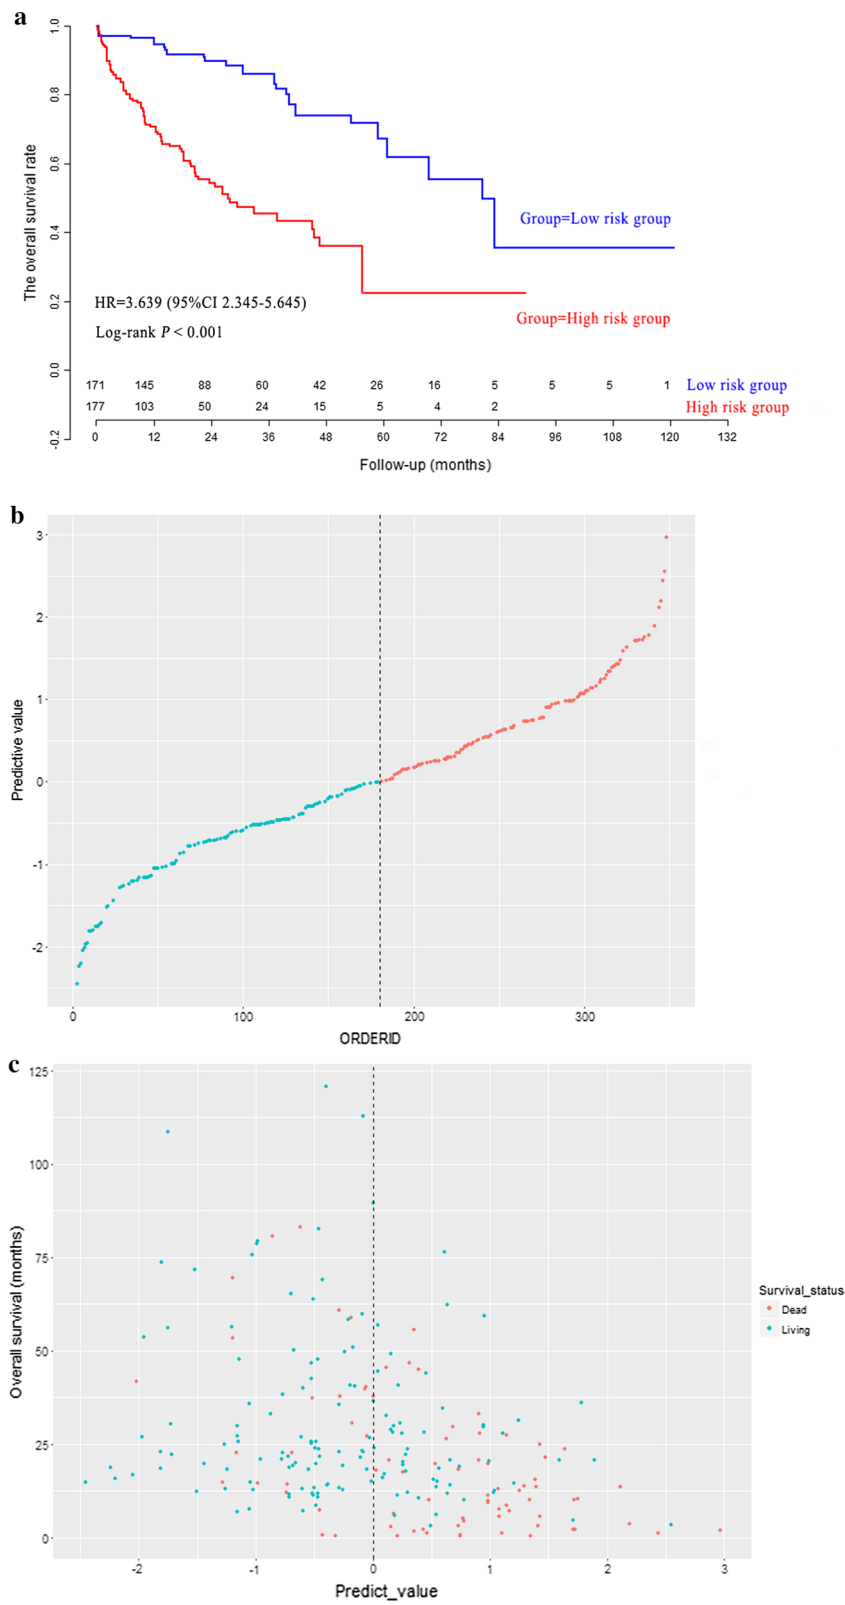 a
The overall survival rate
1.0
0.8
0.6
0.4
0.2
0.0
-0.2
Group=Low risk group
HR=3.639 (95%CI 2.345-5.645)
Group=High risk group
Log-rank P < 0.001
171 145 88 60 42 26 16 5 5 5 1 Low risk group
177 103 50 24 15 5 4 2 High risk group
0 12 24 36 48 60 72 84 96 108 120 132
Follow-up (months)
b
Predictive value
3
2
1
0
-1
-2
0 100 200 300
ORDERID
c
Overall survival (months)
125
100
75
50
25
0
Survival_status
Dead
Living
-2 -1 0 1 2 3
Predict_value